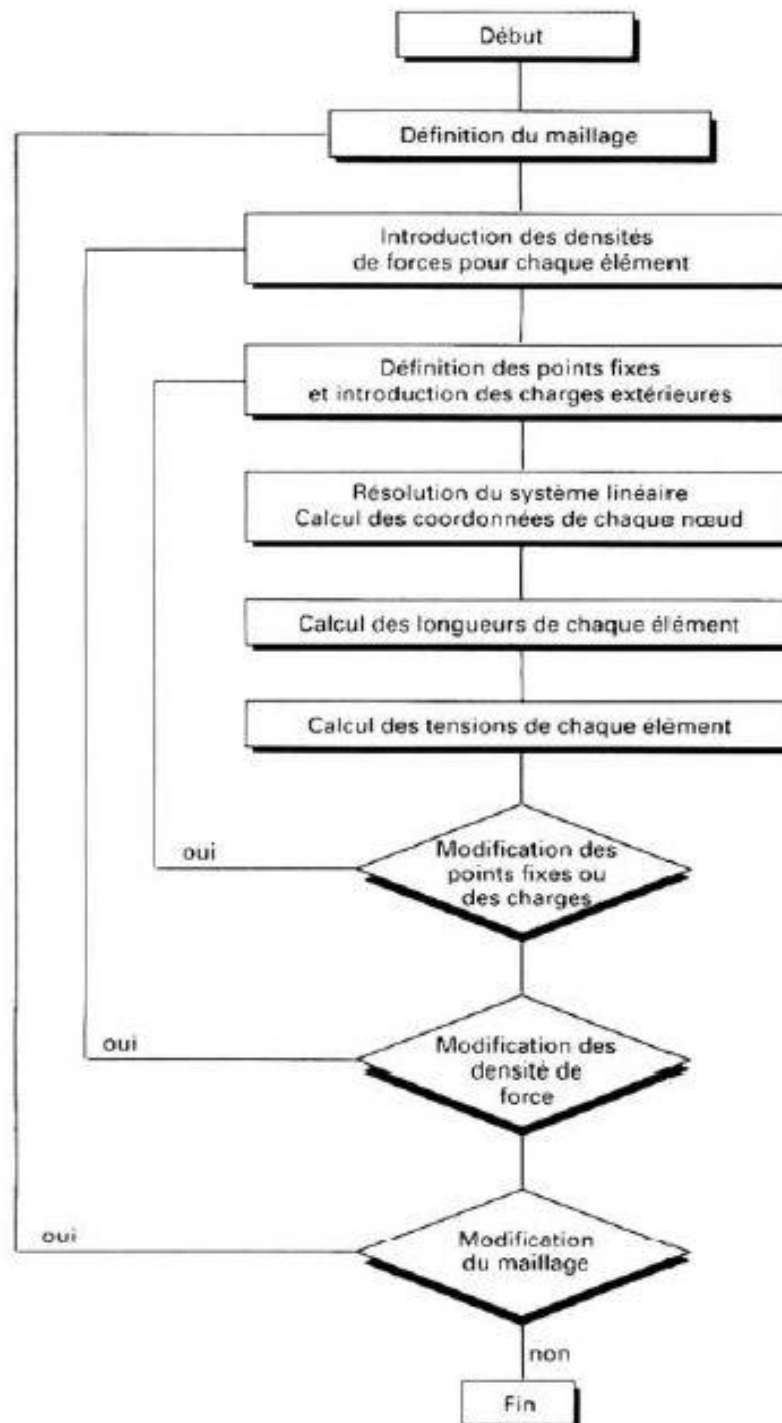 Début
Définition du maillage
Introduction des densités
de forces pour chaque élément
Définition des points fixes
et introduction des charges extérieures
Résolution du système linéaire
Calcul des coordonnées de chaque nœud
Calcul des longueurs de chaque élément
Calcul des tensions de chaque élément
oui
Modification des
points fixes ou
des charges
oui
Modification des
densité de
force
oui
Modification
du maillage
non
Fin